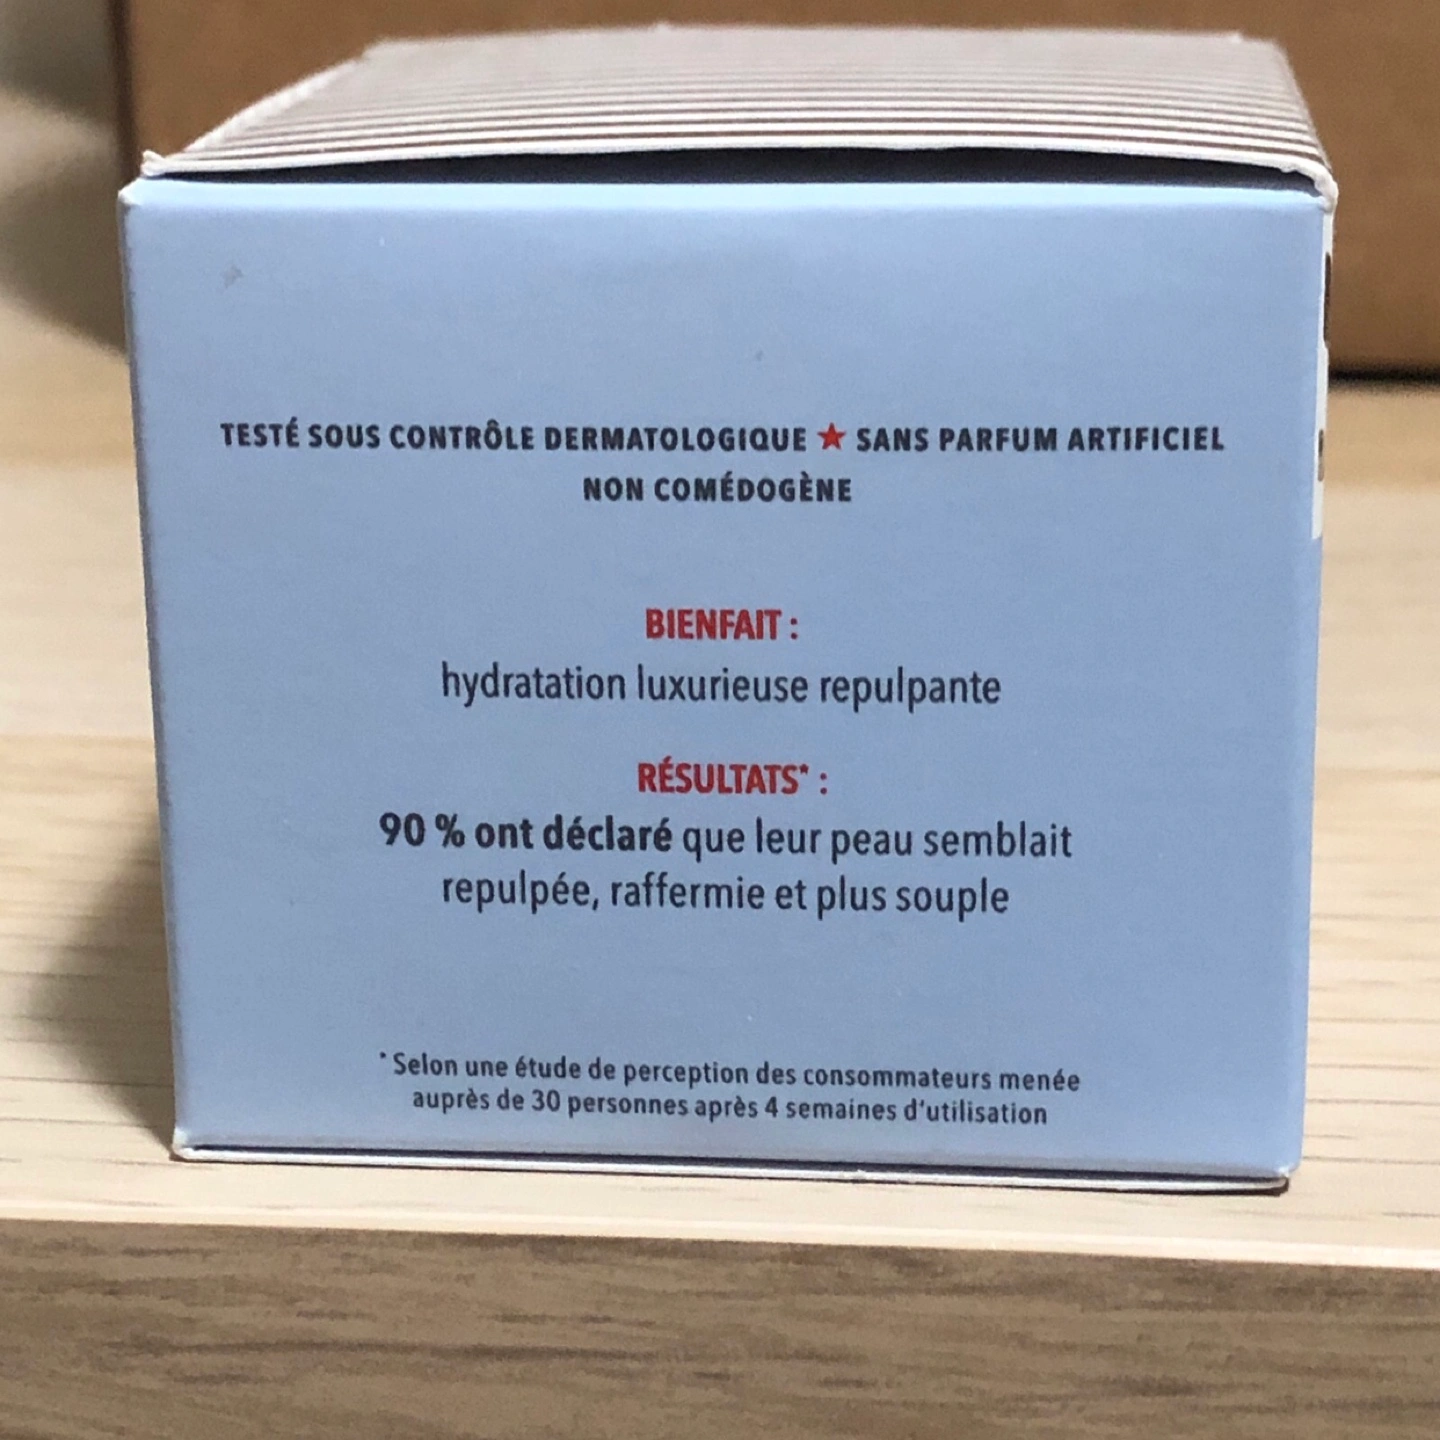 TESTÉ SOUS CONTRÔLE DERMATOLOGIQUE ★ SANS PARFUM ARTIFICIEL
NON COMÉDOGÈNE
BIENFAIT :
hydratation luxurieuse repulpante
RÉSULTATS* :
90 % ont déclaré que leur peau semblait
repulpée, raffermie et plus souple
* Selon une étude de perception des consommateurs menée
auprès de 30 personnes après 4 semaines d'utilisation